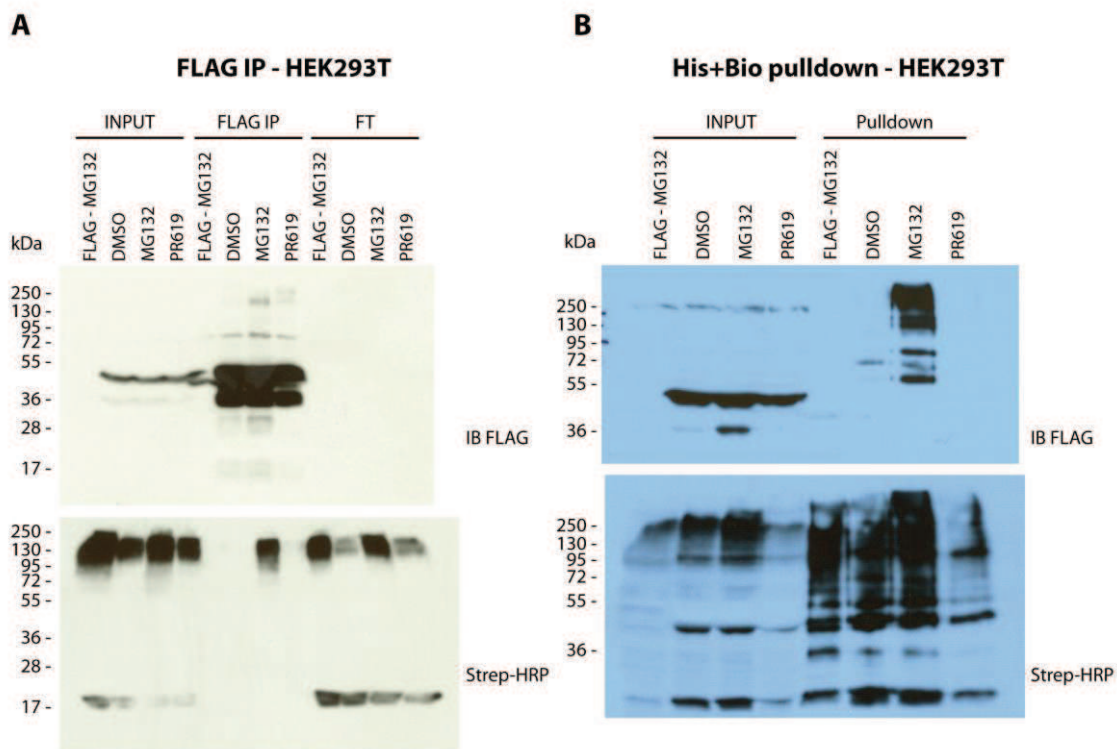 A
FLAG IP - HEK293T
INPUT FLAG IP FT
FLAG - MG132 DMSO MG132 PR619 FLAG - MG132 DMSO MG132 PR619 FLAG - MG132 DMSO MG132 PR619
kDa
250 -
130 -
95 -
72 -
55 -
36 -
28 -
17 -
IB FLAG
250 -
130 -
95 -
72 -
55 -
36 -
28 -
17 -
Strep-HRP
B
His+Bio pulldown - HEK293T
INPUT Pulldown
FLAG - MG132 DMSO MG132 PR619 FLAG - MG132 DMSO MG132 PR619
kDa
250 -
130 -
95 -
72 -
55 -
36 -
IB FLAG
250 -
130 -
95 -
72 -
55 -
36 -
Strep-HRP